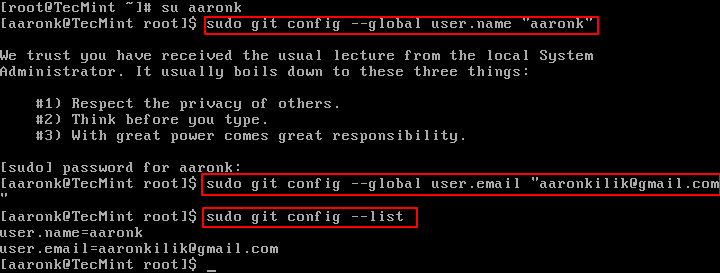 [root@TecMint ~]# su aaronk
[aaronk@TecMint root]$ sudo git config --global user.name "aaronk"
We trust you have received the usual lecture from the local System
Administrator. It usually boils down to these three things:
#1) Respect the privacy of others.
#2) Think before you type.
#3) With great power comes great responsibility.
[sudo] password for aaronk:
[aaronk@TecMint root]$ sudo git config --global user.email "aaronkilik@gmail.com
"
[aaronk@TecMint root]$ sudo git config --list
user.name=aaronk
user.email=aaronkilik@gmail.com
[aaronk@TecMint root]$ _